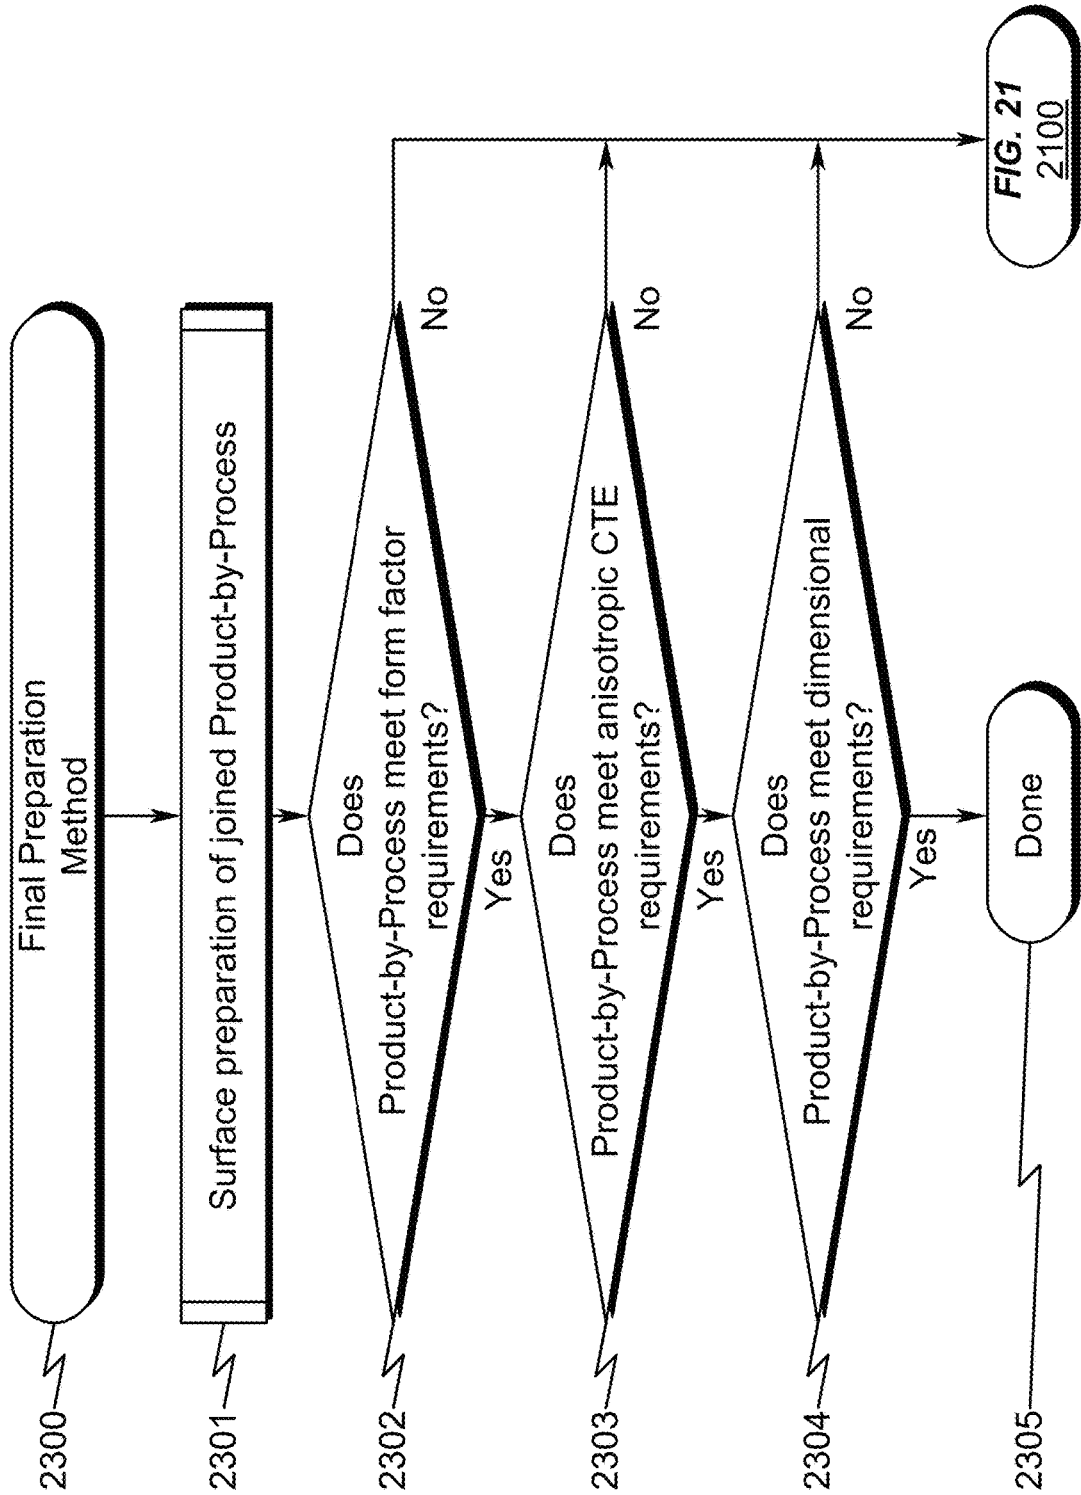 2300
Final Preparation
Method
2301
Surface preparation of joined Product-by-Process
2302
Does
Product-by-Process meet form factor
requirements?
No
Yes
2303
Does
Product-by-Process meet anisotropic CTE
requirements?
No
Yes
2304
Does
Product-by-Process meet dimensional
requirements?
No
Yes
2305
Done
FIG. 21
2100